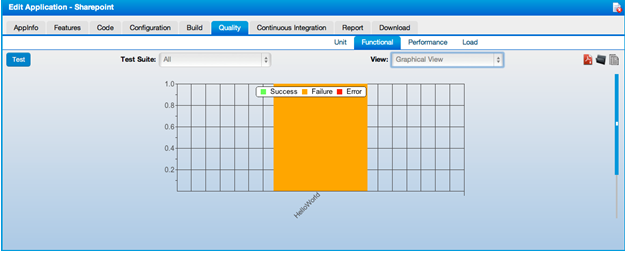 Edit Application - Sharepoint
AppInfo Features Code Configuration Build Quality Continuous Integration Report Download
Unit Functional Performance Load
Test Test Suite: All View: Graphical View
1.0
Success Failure Error
0.8
0.6
0.4
0.2
HelloWorld